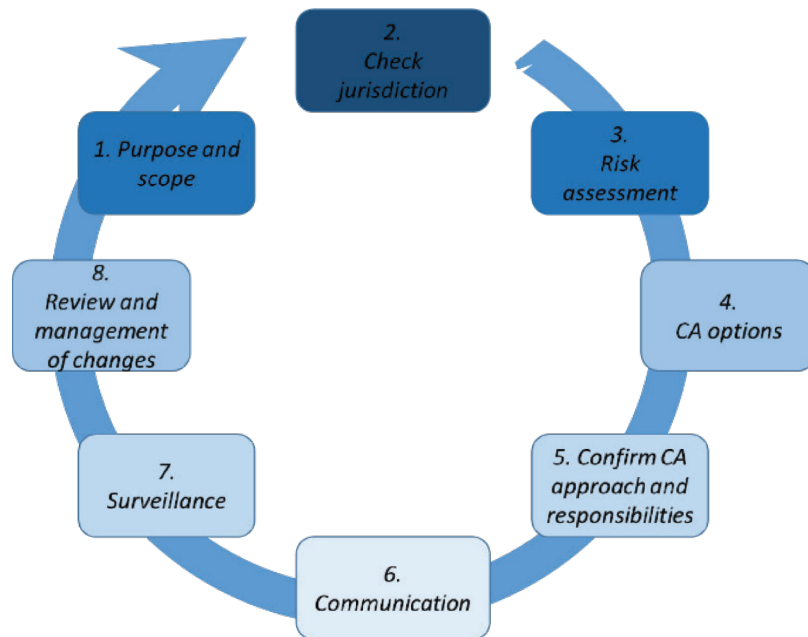 1. Purpose and
scope
2.
Check
jurisdiction
3.
Risk
assessment
4.
CA options
5. Confirm CA
approach and
responsibilities
6.
Communication
7.
Surveillance
8.
Review and
management
of changes